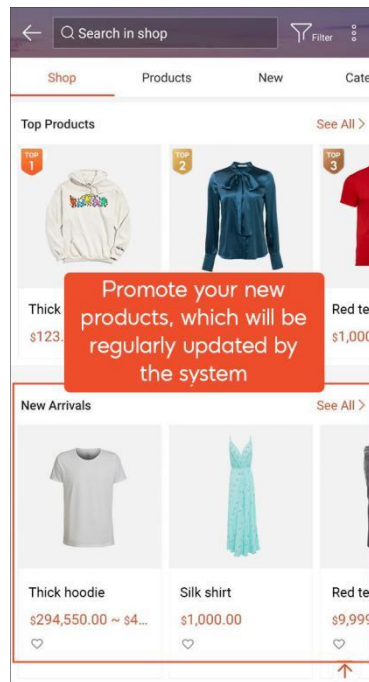 Search in shop
Filter
Shop Products New Cate
Top Products See All >
TOP 1 TOP 2 TOP 3
Promote your new
products, which will be
regularly updated by
the system
Thick Red te
$123. $1,000
New Arrivals See All >
Thick hoodie Silk shirt Red te
$294,550.00 ~ $4... $1,000.00 $9,999